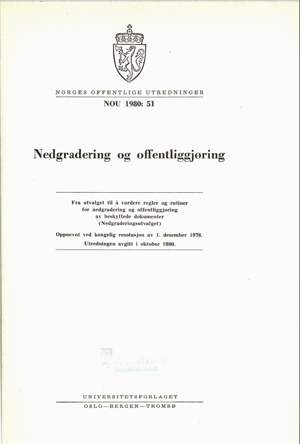 NORGES OFFENTLIGE UTREDNINGER
NOU 1980: 51
Nedgradering og offentliggjøring
Fra utvalget til å vurdere regler og rutiner
for nedgradering og offentliggjøring
av beskyttede dokumenter
(Nedgraderingsutvalget)
Oppnevnt ved kongelig resolusjon av 1. desember 1978.
Utredningen avgitt 1 oktober 1980.
UNIVERSITETSFORLAGET
OSLO—BERGEN—TROMSØ